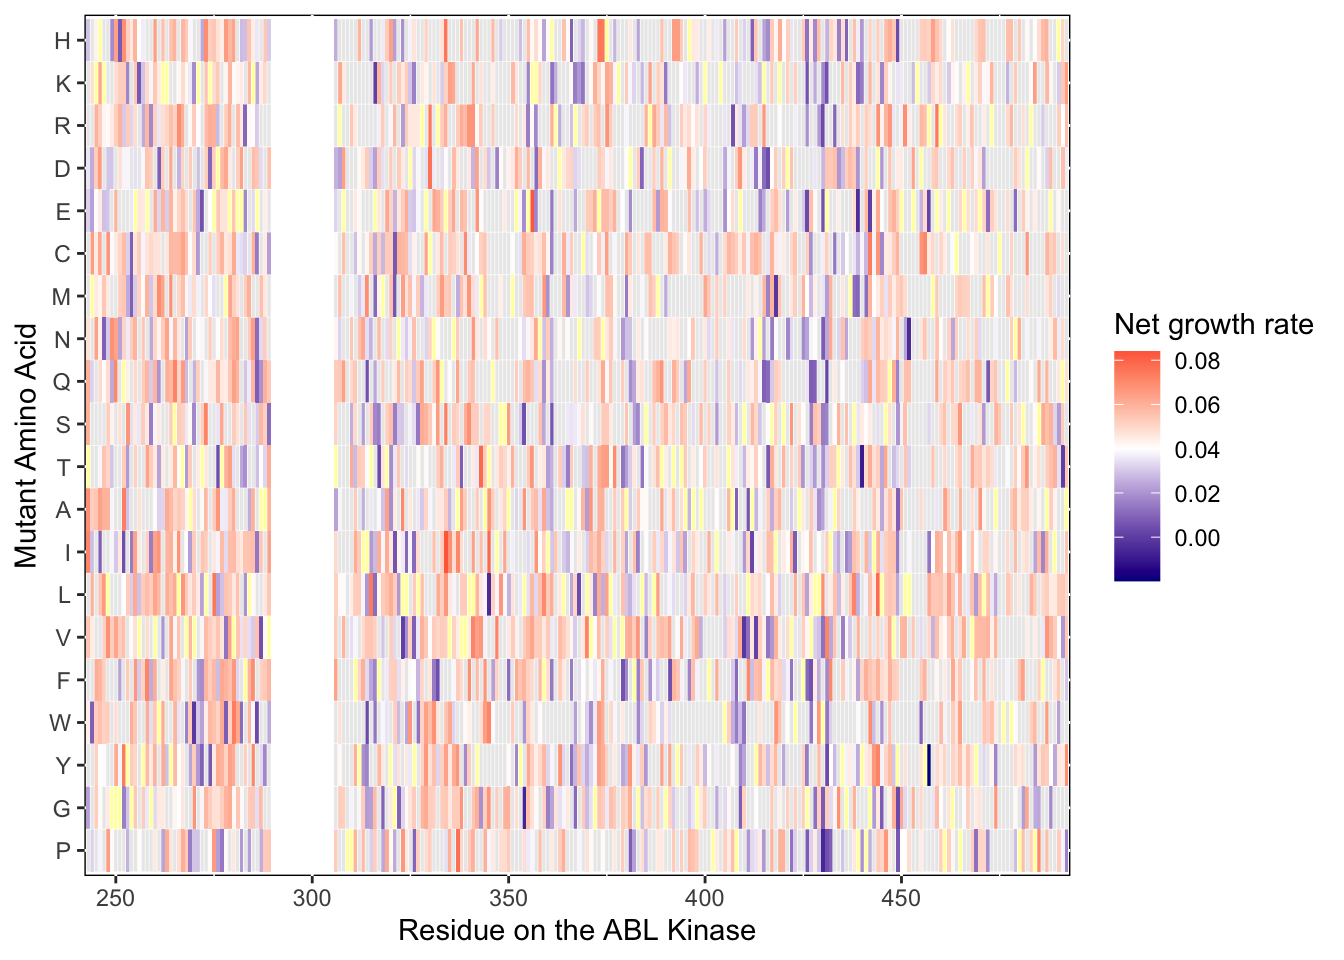 H
K
R
D
E
C
M
N
Q
S
T
A
I
L
V
F
W
Y
G
P
Mutant Amino Acid
250 300 350 400 450
Residue on the ABL Kinase
Net growth rate
0.08
0.06
0.04
0.02
0.00